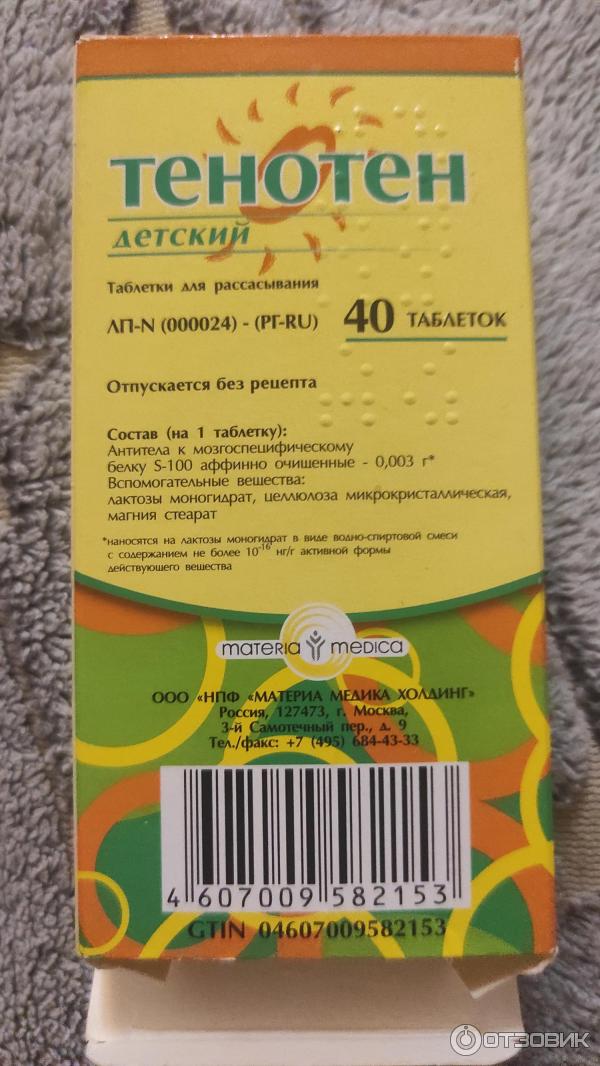 ТЕНОТЕН
детский
Таблетки для рассасывания
ЛП-N (000024) - (РГ-RU) 40 ТАБЛЕТОК
Отпускается без рецепта
Состав (на 1 таблетку):
Антитела к мозгоспецифическому
белку S-100 аффинно очищенные - 0,003 г*
Вспомогательные вещества:
лактозы моногидрат, целлюлоза микрокристаллическая,
магния стеарат
*наносятся на лактозы моногидрат в виде водно-спиртовой смеси
с содержанием не более 10⁻¹⁶ нг/г активной формы
действующего вещества
materia medica
ООО «НПФ «МАТЕРИА МЕДИКА ХОЛДИНГ»
Россия, 127473, г. Москва,
3-й Самотечный пер., д. 9
Тел./факс: +7 (495) 684-43-33
4 607009 582153
GTIN 04607009582153
ОТЗОВИК